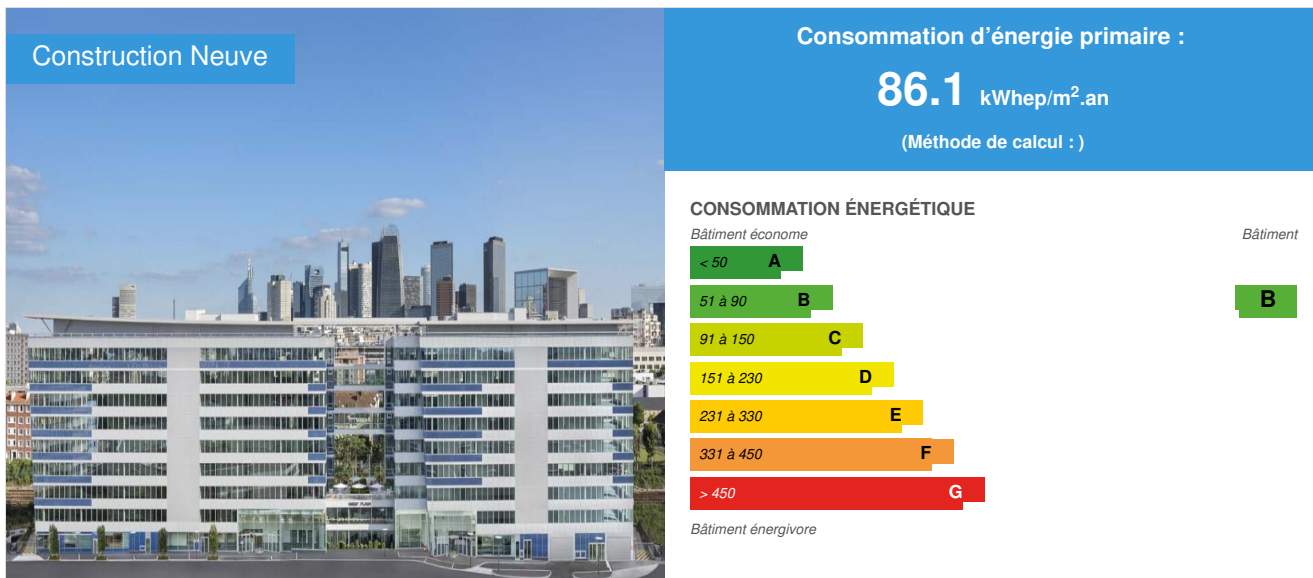 Construction Neuve
Consommation d'énergie primaire :
86.1 kWhep/m².an
(Méthode de calcul : )
CONSOMMATION ÉNERGÉTIQUE
Bâtiment économe
Bâtiment
< 50 A
51 à 90 B
B
91 à 150 C
151 à 230 D
231 à 330 E
331 à 450 F
> 450 G
Bâtiment énergivore